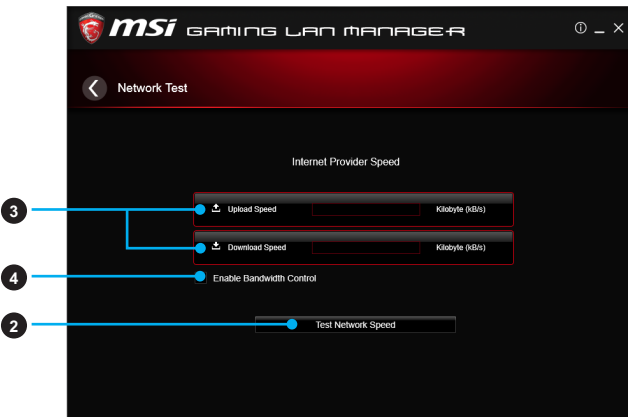 msi GAMING LAN MANAGER
Network Test
Internet Provider Speed
3
Upload Speed Kilobyte (kB/s)
Download Speed Kilobyte (kB/s)
4
Enable Bandwidth Control
2
Test Network Speed